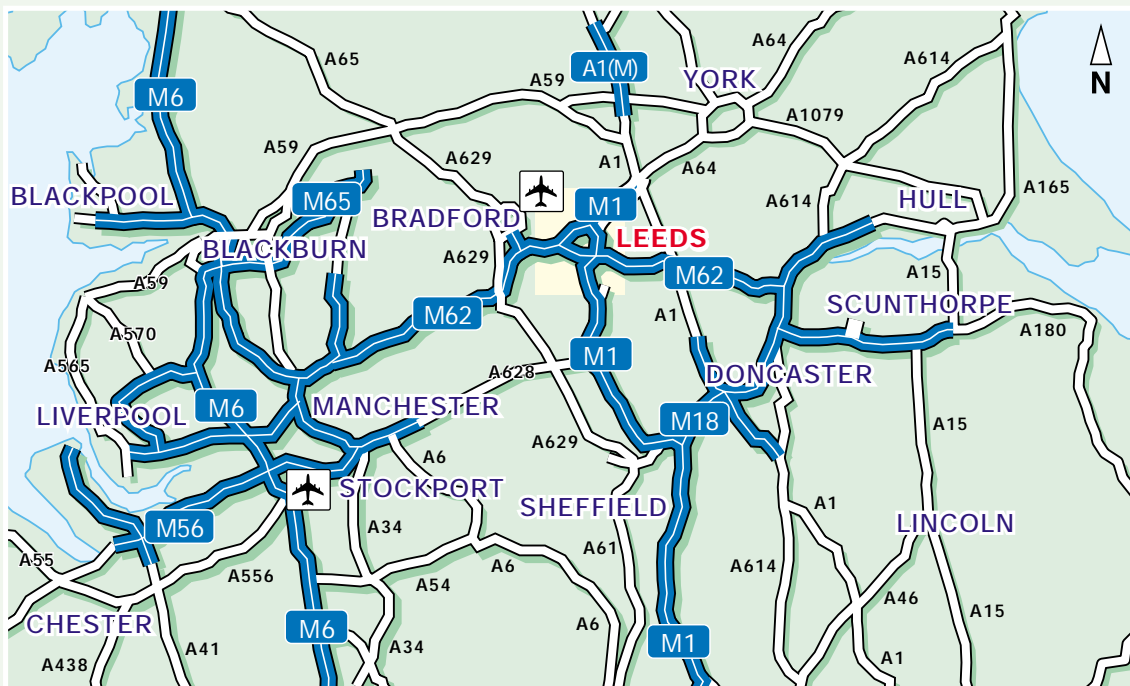 A65
A59
A1(M)
YORK
A64
A614
N
M6
A59
A629
A1
A64
A1079
A165
BLACKPOOL
M65
BRADFORD
M1
A614
HULL
BLACKBURN
LEEDS
A629
M62
A15
A59
SCUNTHORPE
M62
A1
A180
A570
A565
M1
A628
DONCASTER
M6
LIVERPOOL
MANCHESTER
M18
A15
A629
A6
STOCKPORT
SHEFFIELD
M56
A34
A1
LINCOLN
A55
A556
A54
A6
A61
A614
A46
A15
CHESTER
M6
A6
M1
A438
A41
A34
A1